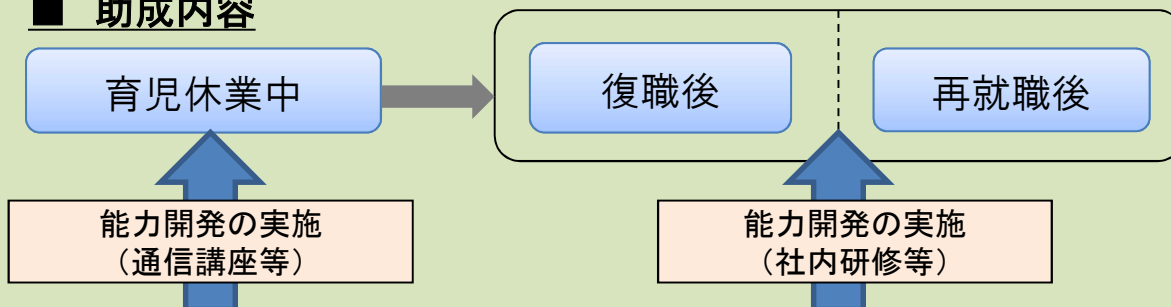 ■ 助成内容
育児休業中
復職後
再就職後
能力開発の実施
（通信講座等）
能力開発の実施
（社内研修等）